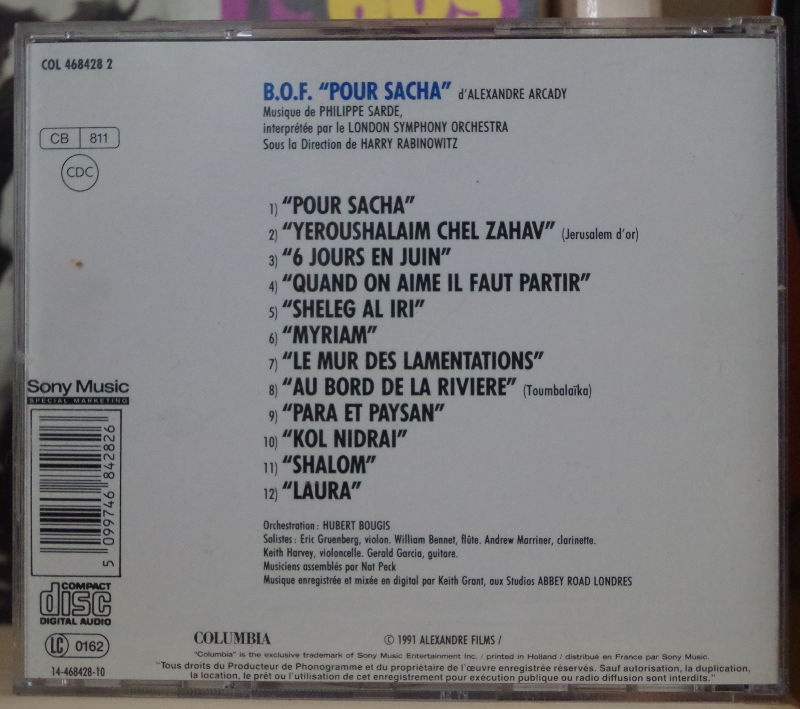 COL 468428 2
B.O.F. "POUR SACHA" d'ALEXANDRE ARCADY
Musique de PHILIPPE SARDE,
interprétée par le LONDON SYMPHONY ORCHESTRA
Sous la Direction de HARRY RABINOWITZ
CB 811
CDC
1) "POUR SACHA"
2) "YEROUSHALAIM CHEL ZAHAV" (Jerusalem d'or)
3) "6 JOURS EN JUIN"
4) "QUAND ON AIME IL FAUT PARTIR"
5) "SHELEG AL IRI"
6) "MYRIAM"
7) "LE MUR DES LAMENTATIONS"
8) "AU BORD DE LA RIVIERE" (Toumbalaïka)
9) "PARA ET PAYSAN"
10) "KOL NIDRAI"
11) "SHALOM"
12) "LAURA"
Sony Music
SPECIAL MARKETING
5 099746 842826
Orchestration : HUBERT BOUGIS
Solistes : Eric Gruenberg, violon. William Bennet, flûte. Andrew Marriner, clarinette.
Keith Harvey, violoncelle. Gerald Garcia, guitare.
Musiciens assemblés par Nat Peck
Musique enregistrée et mixée en digital par Keith Grant, aux Studios ABBEY ROAD LONDRES
COMPACT
disc
DIGITAL AUDIO
LC 0162
14-468428-10
COLUMBIA
© 1991 ALEXANDRE FILMS /
"Columbia" is the exclusive trademark of Sony Music Entertainment Inc. / printed in Holland / distribué en France par Sony Music.
"Tous droits du Producteur de Phonogramme et du propriétaire de l'œuvre enregistrée réservés. Sauf autorisation, la duplication,
la location, le prêt ou l'utilisation de cet enregistrement pour exécution publique ou radio diffusion sont interdits."